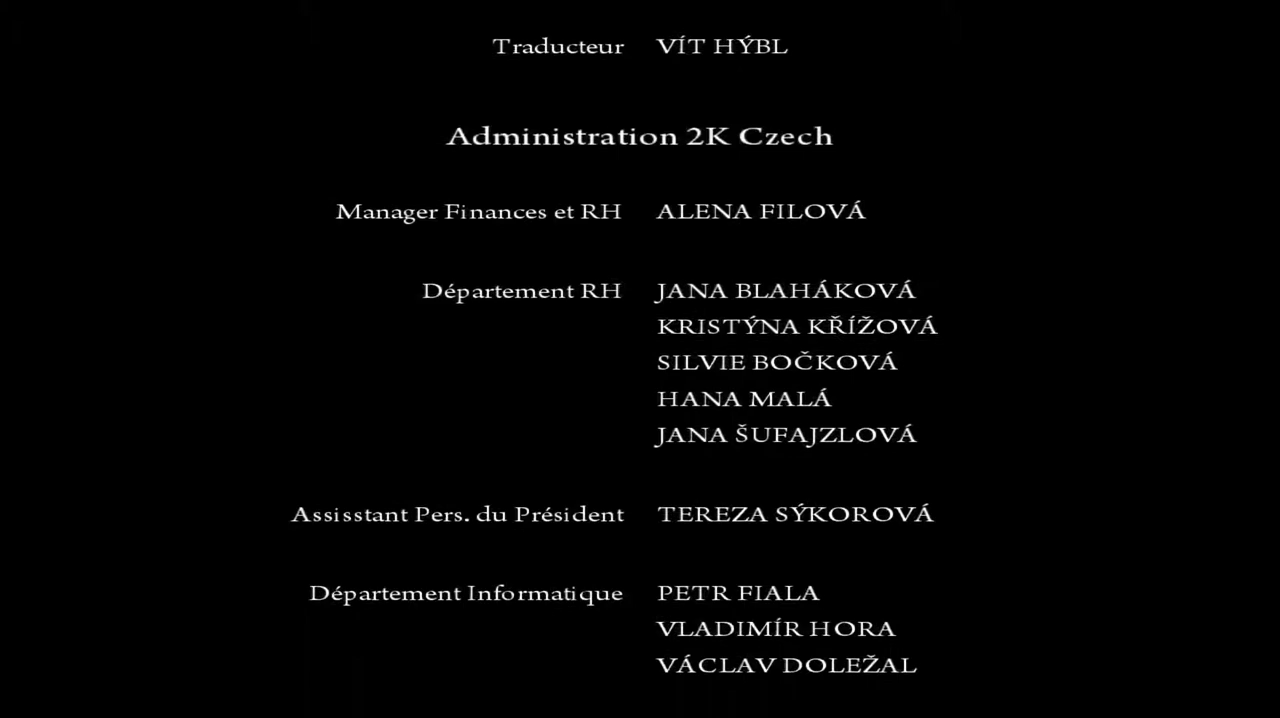 Traducteur VÍT HÝBL
Administration 2K Czech
Manager Finances et RH ALENA FILOVÁ
Département RH JANA BLAHÁKOVÁ
KRISTÝNA KŘÍŽOVÁ
SILVIE BOČKOVÁ
HANA MALÁ
JANA ŠUFAJZLOVÁ
Assisstant Pers. du Président TEREZA SÝKOROVÁ
Département Informatique PETR FIALA
VLADIMÍR HORA
VÁCLAV DOLEŽAL